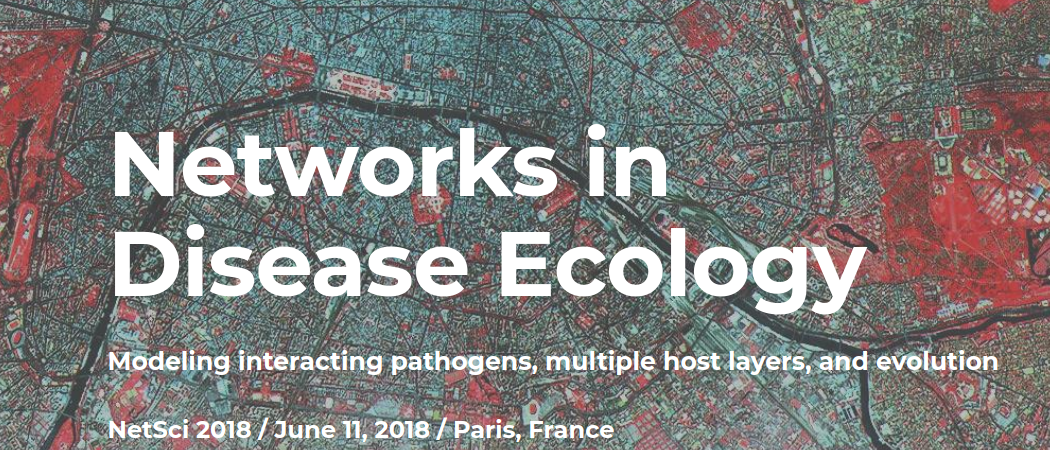 Networks in
Disease Ecology
Modeling interacting pathogens, multiple host layers, and evolution
NetSci 2018 / June 11, 2018 / Paris, France